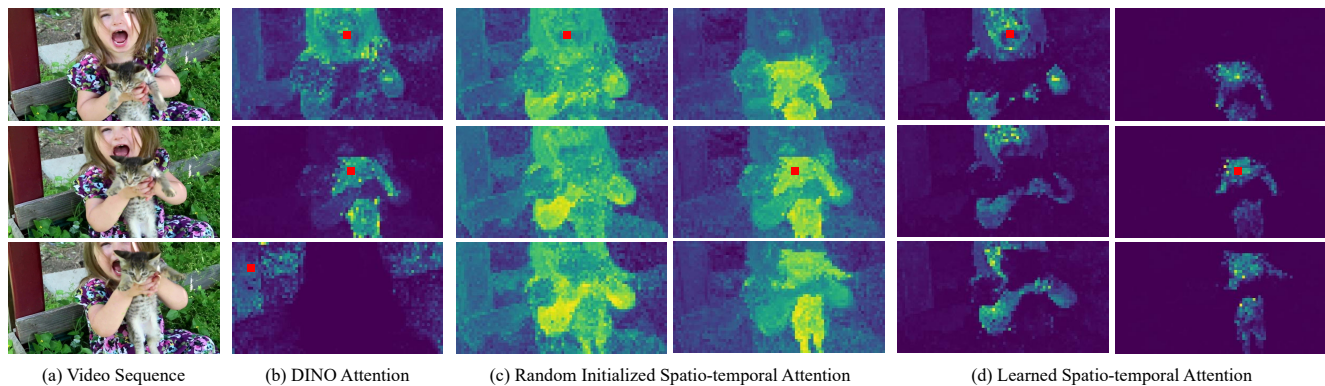 (a) Video Sequence
(b) DINO Attention
(c) Random Initialized Spatio-temporal Attention
(d) Learned Spatio-temporal Attention